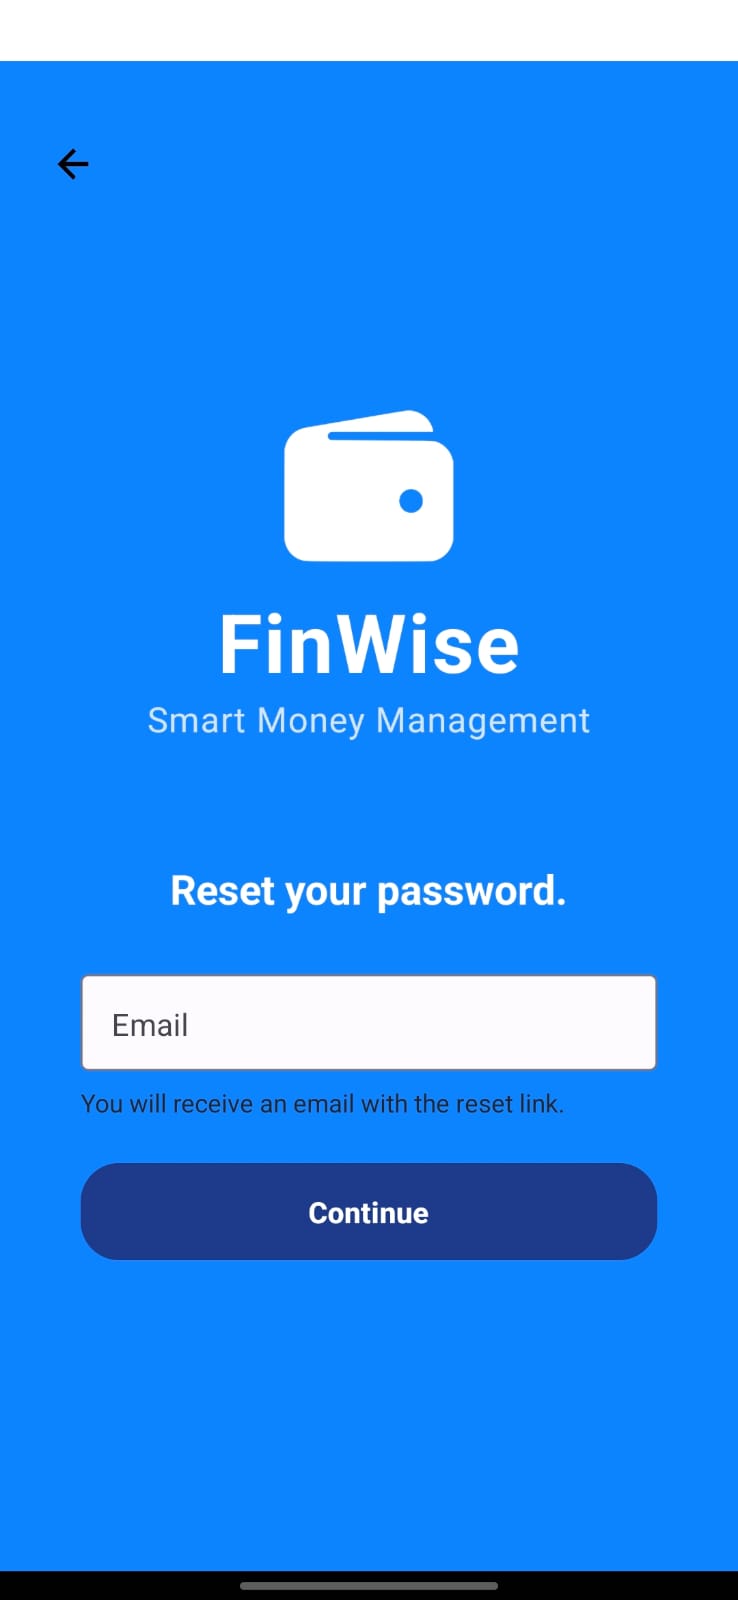 FinWise
Smart Money Management
Reset your password.
Email
You will receive an email with the reset link.
Continue